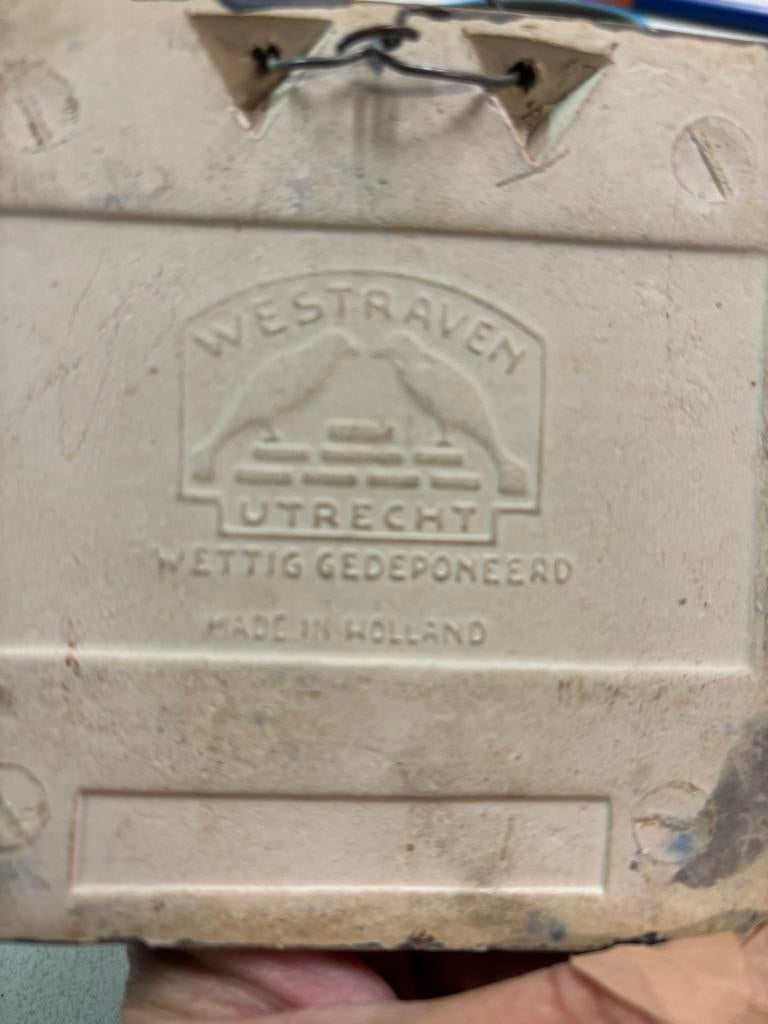 WESTRAVEN
UTRECHT
WETTIG GEDEPONEERD
MADE IN HOLLAND